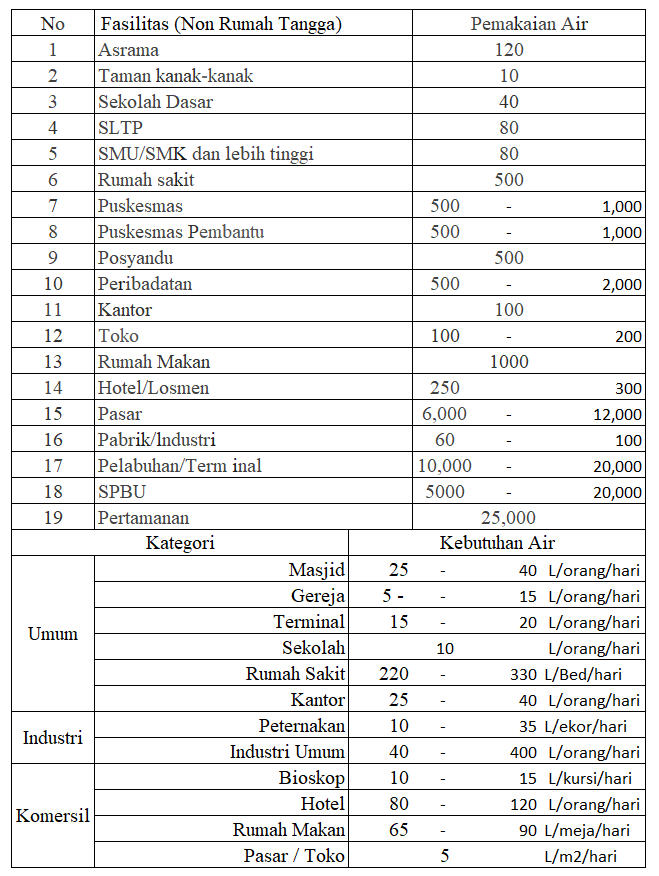 No Fasilitas (Non Rumah Tangga) Pemakaian Air
1 Asrama 120
2 Taman kanak-kanak 10
3 Sekolah Dasar 40
4 SLTP 80
5 SMU/SMK dan lebih tinggi 80
6 Rumah sakit 500
7 Puskesmas 500 - 1,000
8 Puskesmas Pembantu 500 - 1,000
9 Posyandu 500
10 Peribadatan 500 - 2,000
11 Kantor 100
12 Toko 100 - 200
13 Rumah Makan 1000
14 Hotel/Losmen 250 300
15 Pasar 6,000 - 12,000
16 Pabrik/lndustri 60 - 100
17 Pelabuhan/Term inal 10,000 - 20,000
18 SPBU 5000 - 20,000
19 Pertamanan 25,000
Kategori Kebutuhan Air
Umum
Masjid 25 - 40 L/orang/hari
Gereja 5 - 15 L/orang/hari
Terminal 15 - 20 L/orang/hari
Sekolah 10 L/orang/hari
Rumah Sakit 220 - 330 L/Bed/hari
Kantor 25 - 40 L/orang/hari
Industri
Peternakan 10 - 35 L/ekor/hari
Industri Umum 40 - 400 L/orang/hari
Komersil
Bioskop 10 - 15 L/kursi/hari
Hotel 80 - 120 L/orang/hari
Rumah Makan 65 - 90 L/meja/hari
Pasar / Toko 5 L/m2/hari